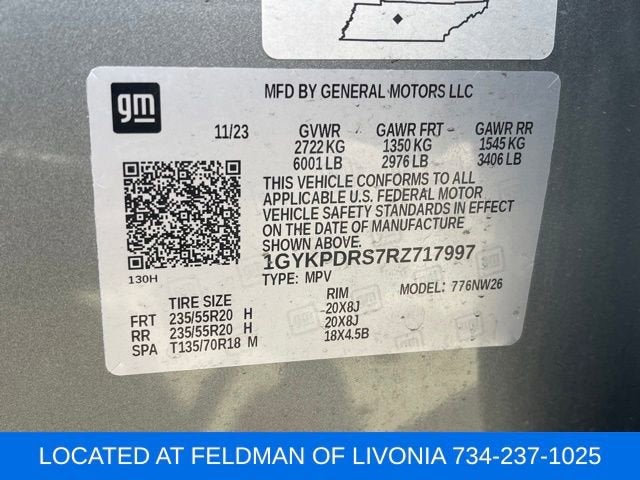 gm
MFD BY GENERAL MOTORS LLC
11/23 GVWR GAWR FRT GAWR RR
2722 KG 1350 KG 1545 KG
6001 LB 2976 LB 3406 LB
THIS VEHICLE CONFORMS TO ALL
APPLICABLE U.S. FEDERAL MOTOR
VEHICLE SAFETY STANDARDS IN EFFECT
ON THE DATE OF MANUFACTURE
SHOWN ABOVE.
1GYKPDRS7RZ717997
130H TYPE: MPV MODEL: 776NW26
TIRE SIZE RIM
FRT 235/55R20 H 20X8J
RR 235/55R20 H 20X8J
SPA T135/70R18 M 18X4.5B
LOCATED AT FELDMAN OF LIVONIA 734-237-1025